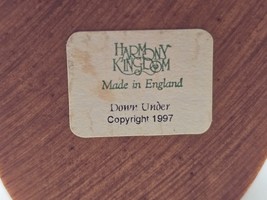 HARMONY
KINGDOM
Made in England
Down Under
Copyright 1997